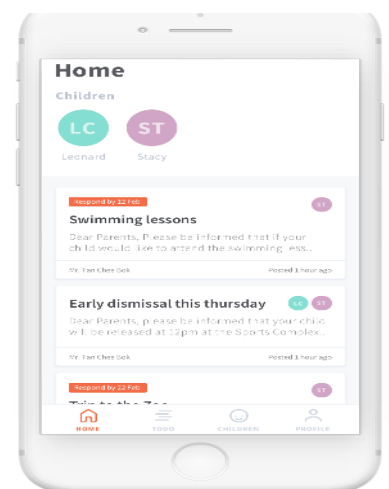 Home
Children
LC ST
Leonard Stacy
Respond by 12 Feb ST
Swimming lessons
Dear Parents, Please be informed that if your
child would like to attend the swimming less..
Mr. Tan Chee Bok Posted 1 hour ago
Early dismissal this thursday LC ST
Dear Parents, please be informed that your child
will be released at 12pm at the Sports Complex..
Mr. Tan Chee Bok Posted 1 hour ago
Respond by 22 Feb ST
Trip to the Zoo
HOME TODO CHILDREN PROFILE